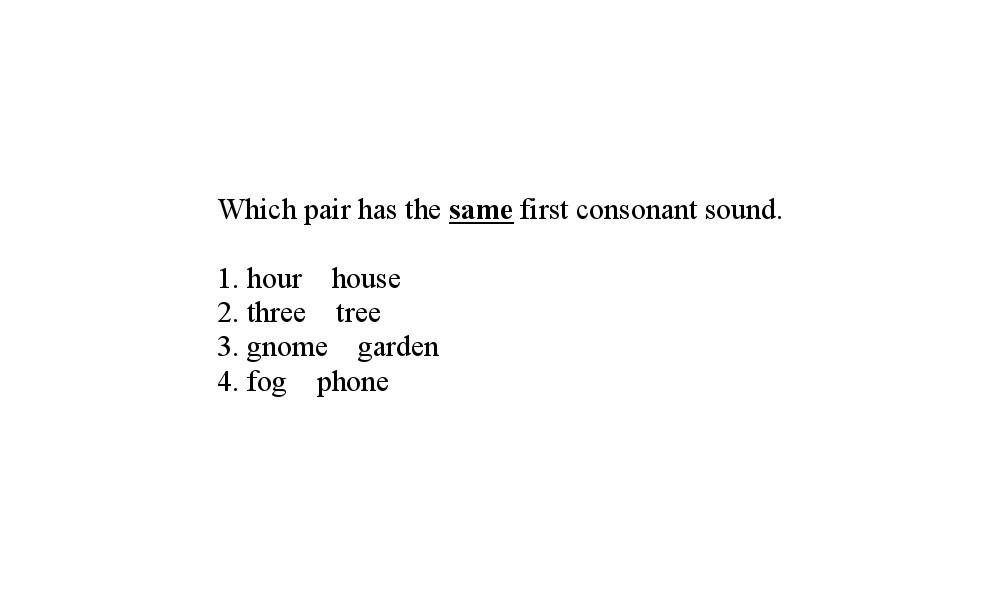 Which pair has the same first consonant sound.
1. hour house
2. three tree
3. gnome garden
4. fog phone